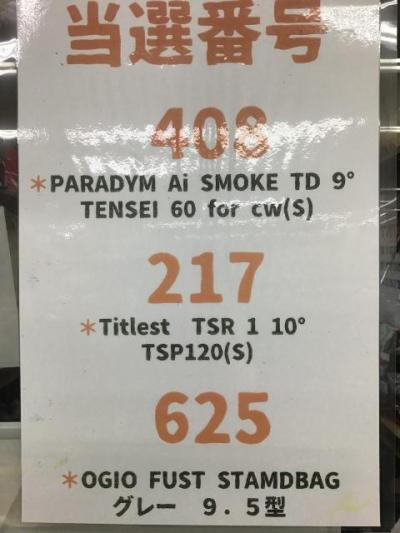 当選番号
408
*PARADYM Ai SMOKE TD 9°
TENSEI 60 for cw(S)
217
*Titlest TSR 1 10°
TSP120(S)
625
*OGIO FUST STAMDBAG
グレー 9.5型